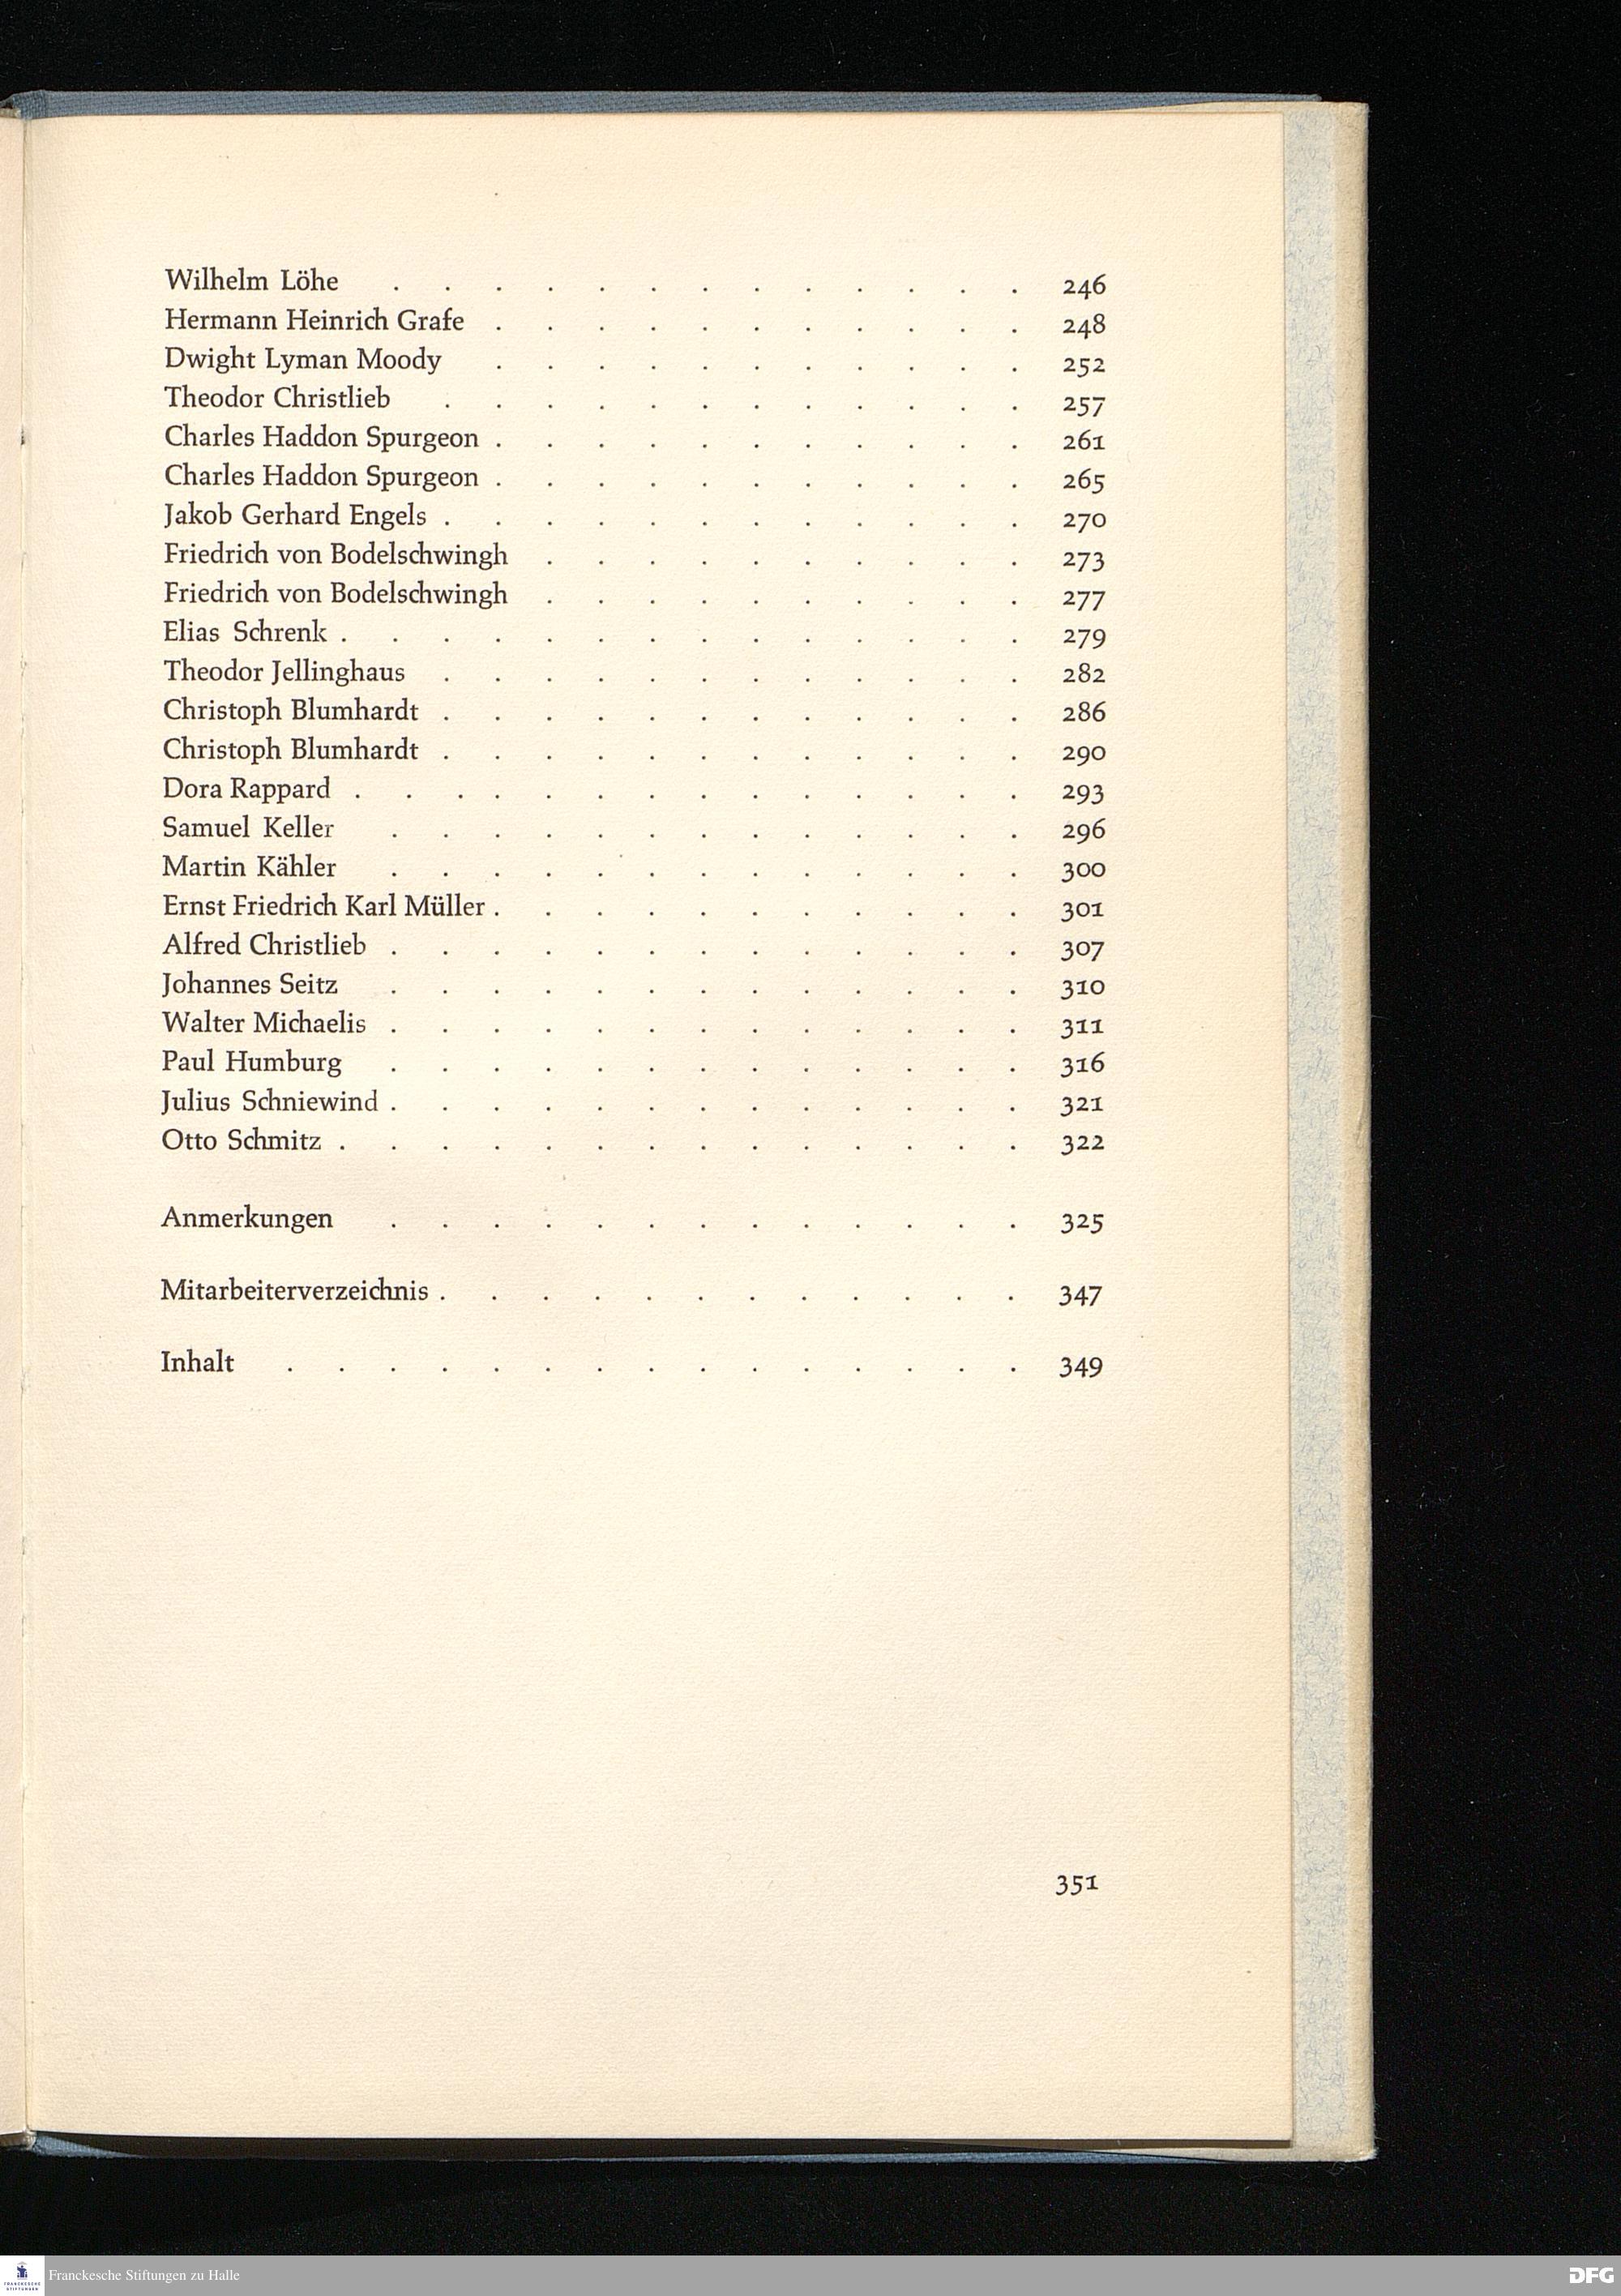 Wilhelm Löhe . . . . . . . . . . . . . 246
Hermann Heinrich Grafe . . . . . . . . . . . 248
Dwight Lyman Moody . . . . . . . . . . . 252
Theodor Christlieb . . . . . . . . . . . . 257
Charles Haddon Spurgeon . . . . . . . . . . . 261
Charles Haddon Spurgeon . . . . . . . . . . . 265
Jakob Gerhard Engels . . . . . . . . . . . . 270
Friedrich von Bodelschwingh . . . . . . . . . . 273
Friedrich von Bodelschwingh . . . . . . . . . . 277
Elias Schrenk . . . . . . . . . . . . . . 279
Theodor Jellinghaus . . . . . . . . . . . . 282
Christoph Blumhardt . . . . . . . . . . . . 286
Christoph Blumhardt . . . . . . . . . . . . 290
Dora Rappard . . . . . . . . . . . . . . 293
Samuel Keller . . . . . . . . . . . . . 296
Martin Kähler . . . . . . . . . . . . . 300
Ernst Friedrich Karl Müller . . . . . . . . . . . 301
Alfred Christlieb . . . . . . . . . . . . . 307
Johannes Seitz . . . . . . . . . . . . . 310
Walter Michaelis . . . . . . . . . . . . . 311
Paul Humburg . . . . . . . . . . . . . 316
Julius Schniewind . . . . . . . . . . . . . 321
Otto Schmitz . . . . . . . . . . . . . . 322
Anmerkungen . . . . . . . . . . . . . 325
Mitarbeiterverzeichnis . . . . . . . . . . . . 347
Inhalt . . . . . . . . . . . . . . . 349
351
FRANCKESCHE STIFTUNGEN
Franckesche Stiftungen zu Halle
DFG